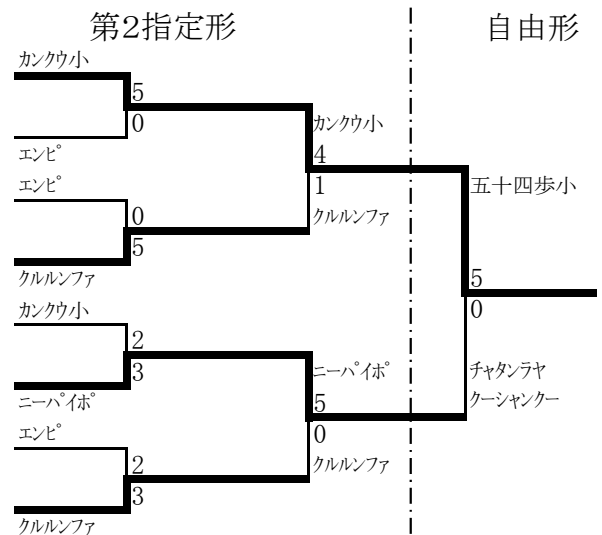 第2指定形
自由形
カンクウ小
5
0
エンピ
エンピ
0
5
クルルンファ
カンクウ小
4
1
クルルンファ
カンクウ小
2
3
ニーパイポ
エンピ
2
3
クルルンファ
ニーパイポ
5
0
クルルンファ
五十四歩小
5
0
チャタンヤラ
クーシャンクー